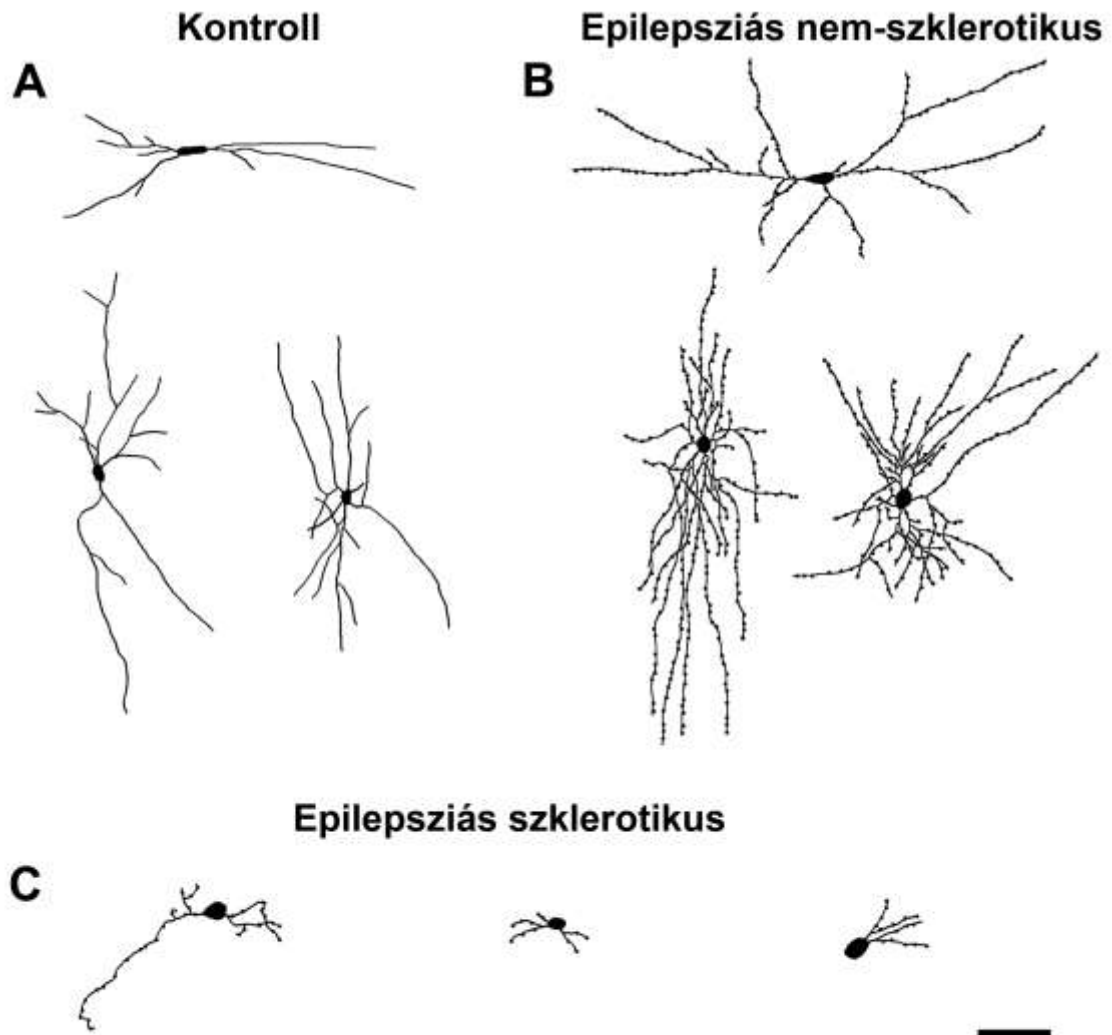 Kontroll
Epilepsziás nem-szklerotikus
A
B
Epilepsziás szklerotikus
C